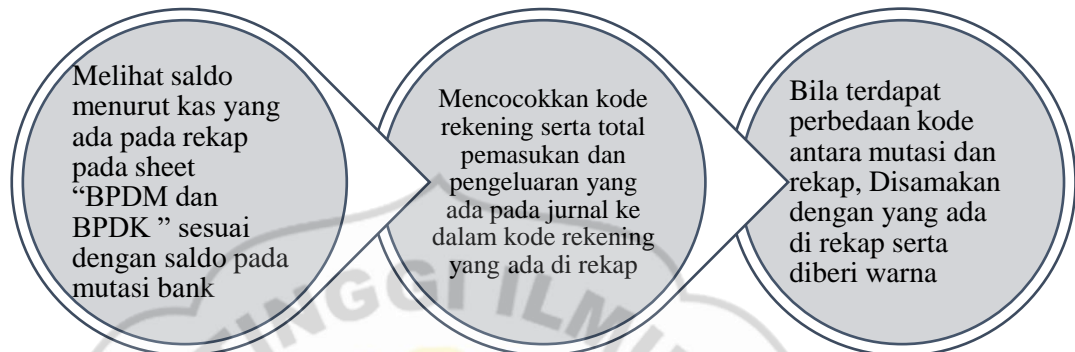 Melihat saldo
menurut kas yang
ada pada rekap
pada sheet
“BPDM dan
BPDK ” sesuai
dengan saldo pada
mutasi bank
Mencocokkan kode
rekening serta total
pemasukan dan
pengeluaran yang
ada pada jurnal ke
dalam kode rekening
yang ada di rekap
Bila terdapat
perbedaan kode
antara mutasi dan
rekap, Disamakan
dengan yang ada
di rekap serta
diberi warna